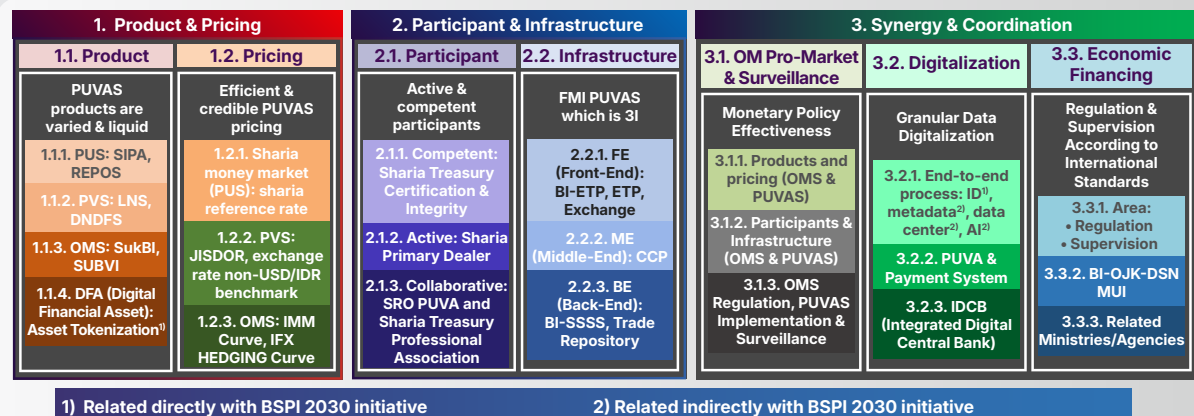 1. Product & Pricing
1.1. Product
PUVAS
products are
varied & liquid
1.1.1. PUS: SIPA,
REPOS
1.1.2. PVS: LNS,
DNDFS
1.1.3. OMS: SukBI,
SUBVI
1.1.4. DFA (Digital
Financial Asset):
Asset Tokenization¹⁾
1.2. Pricing
Efficient &
credible PUVAS
pricing
1.2.1. Sharia
money market
(PUS): sharia
reference rate
1.2.2. PVS:
JISDOR, exchange
rate non-USD/IDR
benchmark
1.2.3. OMS: IMM
Curve, IFX
HEDGING Curve
2. Participant & Infrastructure
2.1. Participant
Active &
competent
participants
2.1.1. Competent:
Sharia Treasury
Certification &
Integrity
2.1.2. Active: Sharia
Primary Dealer
2.1.3. Collaborative:
SRO PUVA and
Sharia Treasury
Professional
Association
2.2. Infrastructure
FMI PUVAS
which is 3I
2.2.1. FE
(Front-End):
BI-ETP, ETP,
Exchange
2.2.2. ME
(Middle-End): CCP
2.2.3. BE
(Back-End):
BI-SSSS, Trade
Repository
3. Synergy & Coordination
3.1. OM Pro-Market
& Surveillance
Monetary Policy
Effectiveness
3.1.1. Products and
pricing (OMS &
PUVAS)
3.1.2. Participants &
Infrastructure
(OMS & PUVAS)
3.1.3. OMS
Regulation, PUVAS
Implementation &
Surveillance
3.2. Digitalization
Granular Data
Digitalization
3.2.1. End-to-end
process: ID¹⁾,
metadata²⁾, data
center²⁾, AI²⁾
3.2.2. PUVA &
Payment System
3.2.3. IDCB
(Integrated Digital
Central Bank)
3.3. Economic
Financing
Regulation &
Supervision
According to
International
Standards
3.3.1. Area:
• Regulation
• Supervision
3.3.2. BI-OJK-DSN
MUI
3.3.3. Related
Ministries/Agencies
1) Related directly with BSPI 2030 initiative
2) Related indirectly with BSPI 2030 initiative